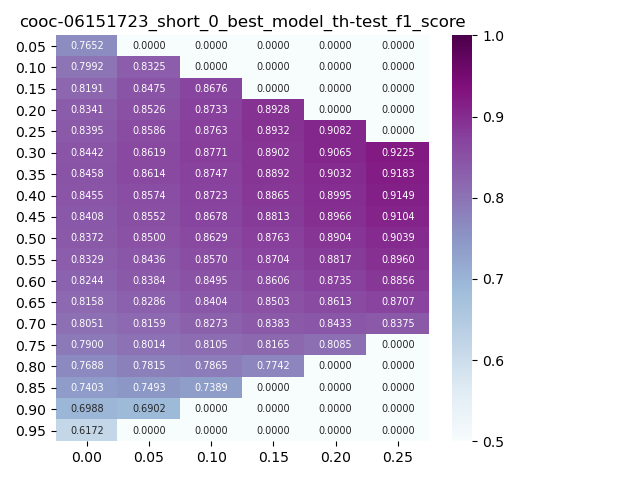 cooc-06151723_short_0_best_model_th-test_f1_score
0.05 0.7652 0.0000 0.0000 0.0000 0.0000 0.0000
0.10 0.7992 0.8325 0.0000 0.0000 0.0000 0.0000
0.15 0.8191 0.8475 0.8676 0.0000 0.0000 0.0000
0.20 0.8341 0.8526 0.8733 0.8928 0.0000 0.0000
0.25 0.8395 0.8586 0.8763 0.8932 0.9082 0.0000
0.30 0.8442 0.8619 0.8771 0.8902 0.9065 0.9225
0.35 0.8458 0.8614 0.8747 0.8892 0.9032 0.9183
0.40 0.8455 0.8574 0.8723 0.8865 0.8995 0.9149
0.45 0.8408 0.8552 0.8678 0.8813 0.8966 0.9104
0.50 0.8372 0.8500 0.8629 0.8763 0.8904 0.9039
0.55 0.8329 0.8436 0.8570 0.8704 0.8817 0.8960
0.60 0.8244 0.8384 0.8495 0.8606 0.8735 0.8856
0.65 0.8158 0.8286 0.8404 0.8503 0.8613 0.8707
0.70 0.8051 0.8159 0.8273 0.8383 0.8433 0.8375
0.75 0.7900 0.8014 0.8105 0.8165 0.8085 0.0000
0.80 0.7688 0.7815 0.7865 0.7742 0.0000 0.0000
0.85 0.7403 0.7493 0.7389 0.0000 0.0000 0.0000
0.90 0.6988 0.6902 0.0000 0.0000 0.0000 0.0000
0.95 0.6172 0.0000 0.0000 0.0000 0.0000 0.0000
0.00 0.05 0.10 0.15 0.20 0.25
1.0
0.9
0.8
0.7
0.6
0.5